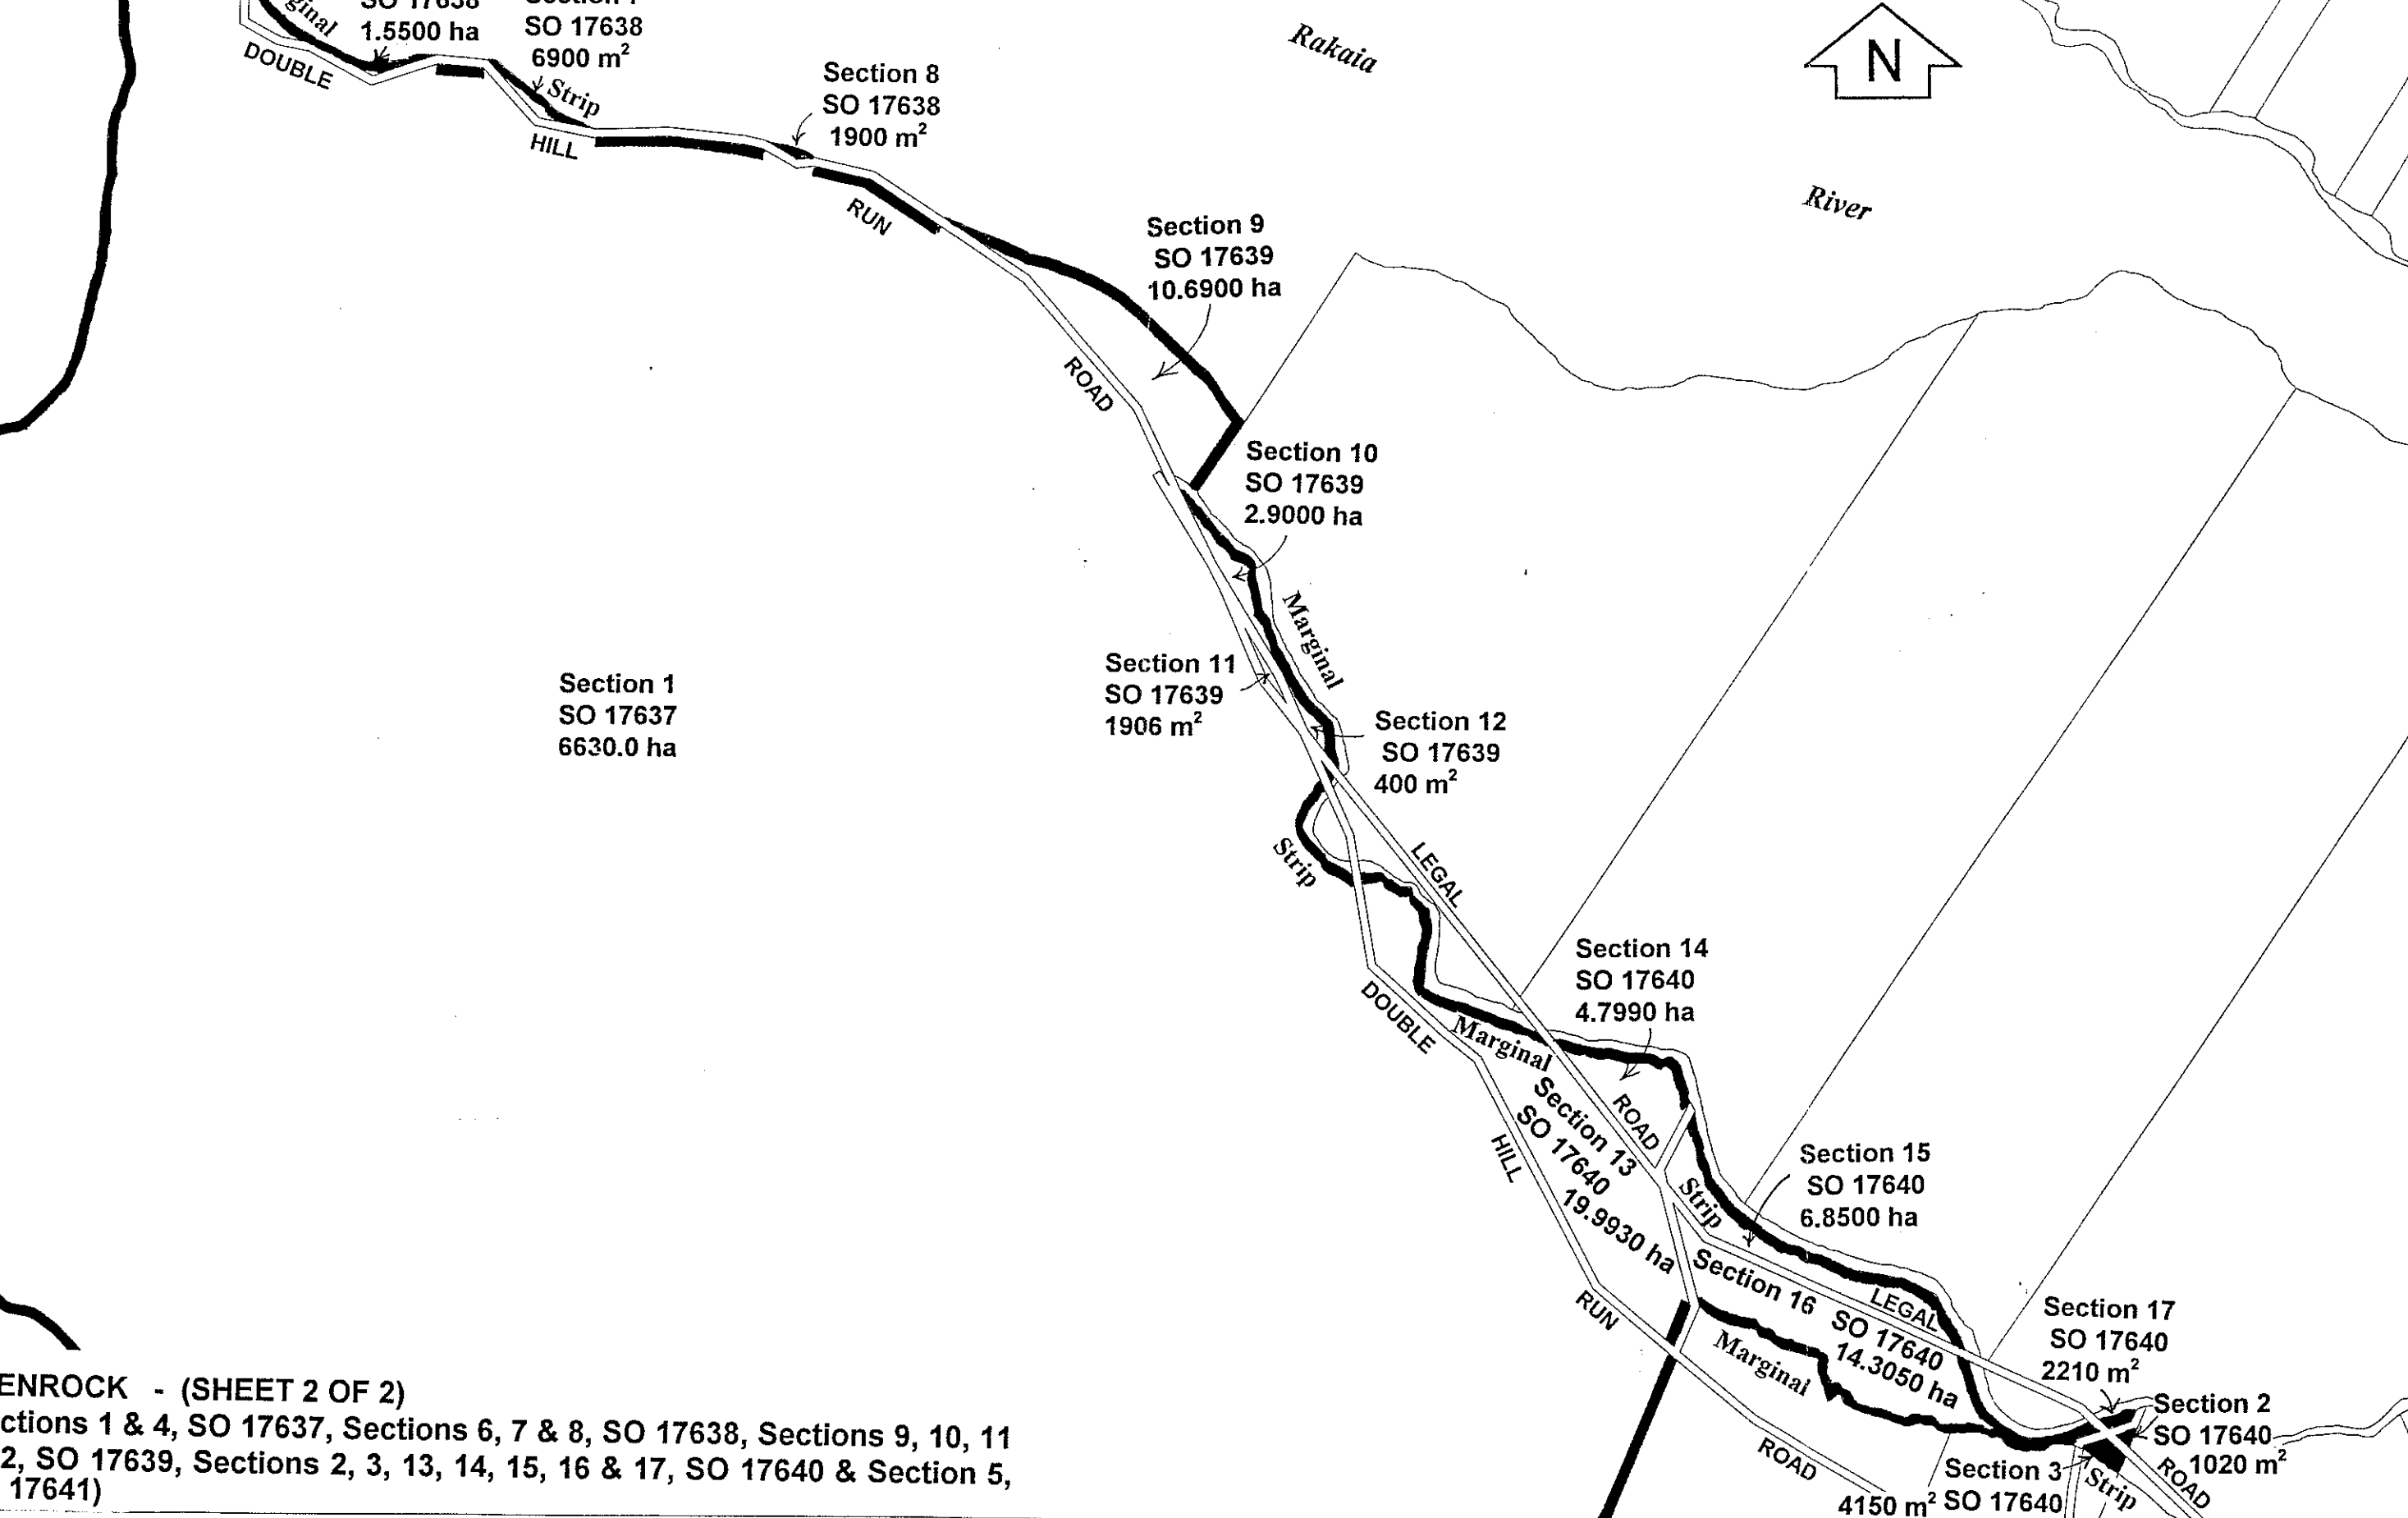 SO 17638
1.5500 ha
SO 17638
6900 m²
ginal
DOUBLE
Strip
HILL
Section 8
SO 17638
1900 m²
RUN
Rakaia
N
River
Section 9
SO 17639
10.6900 ha
ROAD
Section 10
SO 17639
2.9000 ha
Marginal
Section 11
SO 17639
1906 m²
Section 1
SO 17637
6630.0 ha
Section 12
SO 17639
400 m²
Strip
LEGAL
Section 14
SO 17640
4.7990 ha
DOUBLE
Marginal
Section 13
SO 17640
19.9930 ha
ROAD
HILL
Section 15
SO 17640
6.8500 ha
Strip
Section 16 SO 17640
14.3050 ha
LEGAL
RUN
Marginal
Section 17
SO 17640
2210 m²
Section 2
SO 17640
1020 m²
ROAD
Section 3
4150 m² SO 17640
Strip
ROAD
ENROCK - (SHEET 2 OF 2)
ctions 1 & 4, SO 17637, Sections 6, 7 & 8, SO 17638, Sections 9, 10, 11
2, SO 17639, Sections 2, 3, 13, 14, 15, 16 & 17, SO 17640 & Section 5,
17641)